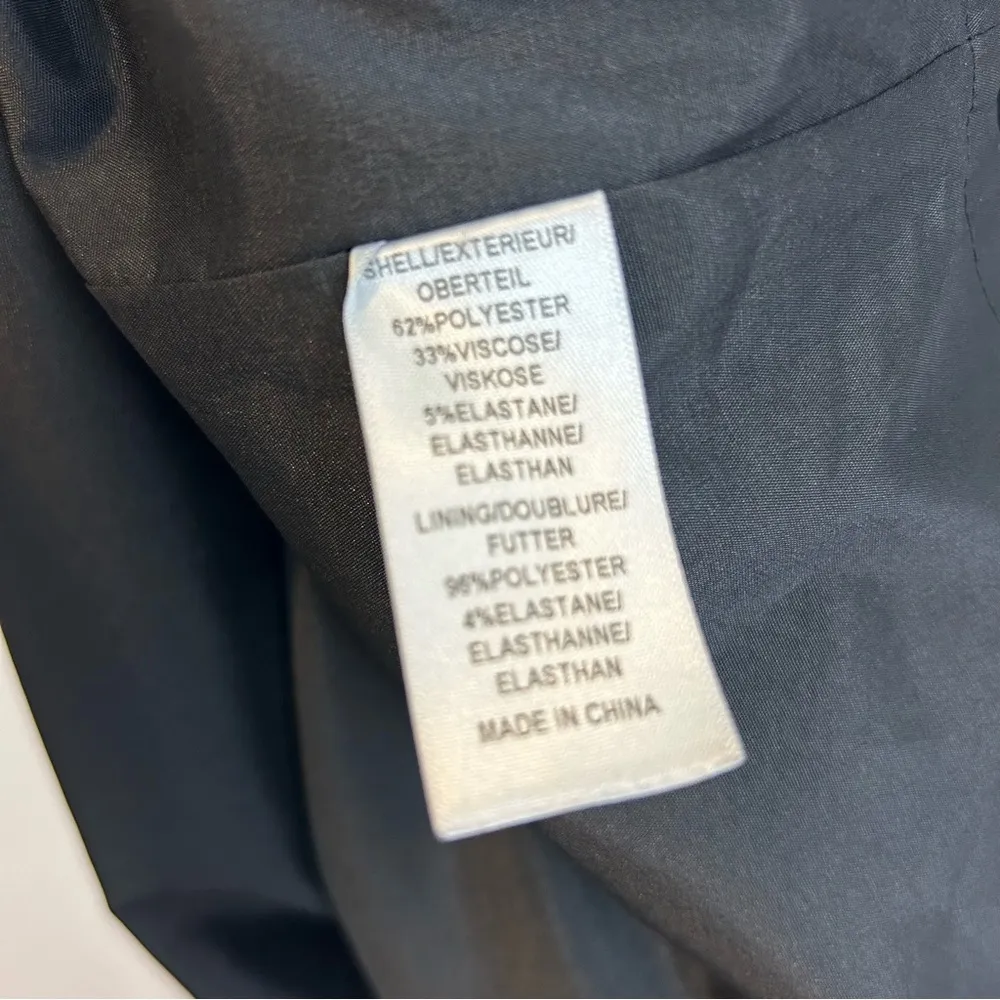 SHELL/EXTERIEUR/
OBERTEIL
62%POLYESTER
33%VISCOSE/
VISKOSE
5%ELASTANE/
ELASTHANNE/
ELASTHAN
LINING/DOUBLURE/
FUTTER
96%POLYESTER
4%ELASTANE/
ELASTHANNE/
ELASTHAN
MADE IN CHINA